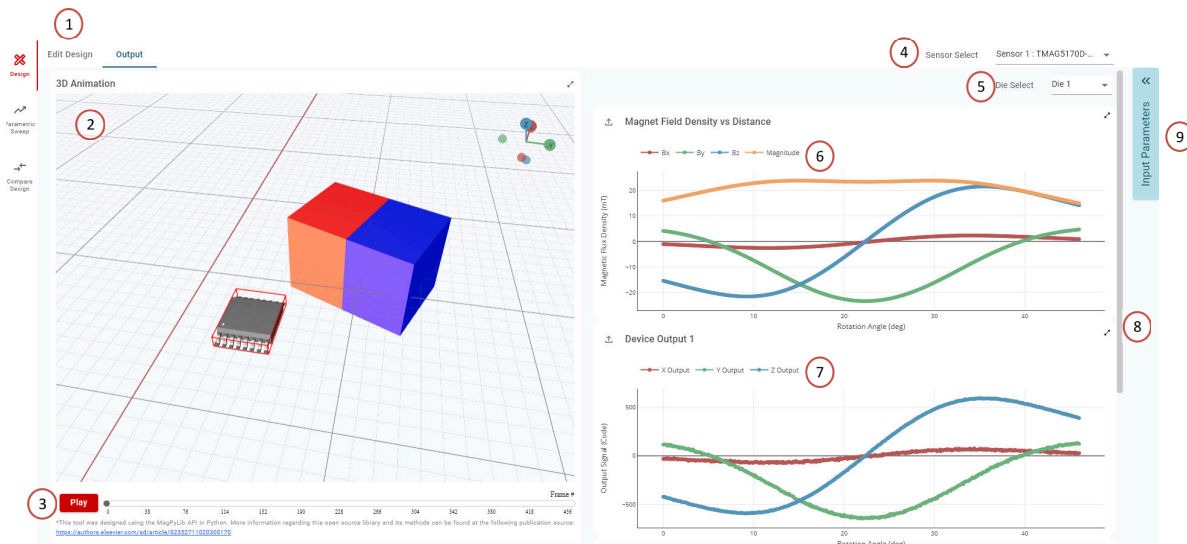 1
Edit Design
Output
4
Sensor Select
Sensor 1 : TMAG5170D-...
Design
5
Die Select
Die 1
3D Animation
Parametric
Sweep
2
Z
-Y
Magnet Field Density vs Distance
Input Parameters
9
Bx
By
Bz
Magnitude
6
Compare
Design
Magnetic Flux Density (mT)
20
10
0
−10
−20
0
10
20
30
40
Rotation Angle (deg)
8
Device Output 1
X Output
Y Output
Z Output
7
Output Signal (Code)
500
0
−500
0
10
20
30
40
Rotation Angle (deg)
3
Play
Frame #
0 38 76 114 152 190 228 266 304 342 380 418 456
*This tool was designed using the MagPyLib API in Python. More information regarding this open source library and its methods can be found at the following publication source:
https://authors.elsevier.com/sd/article/S2352711020300170